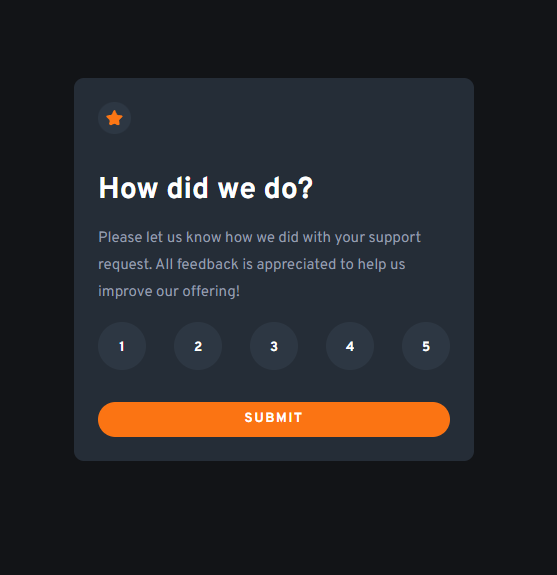 How did we do?
Please let us know how we did with your support
request. All feedback is appreciated to help us
improve our offering!
1 2 3 4 5
SUBMIT